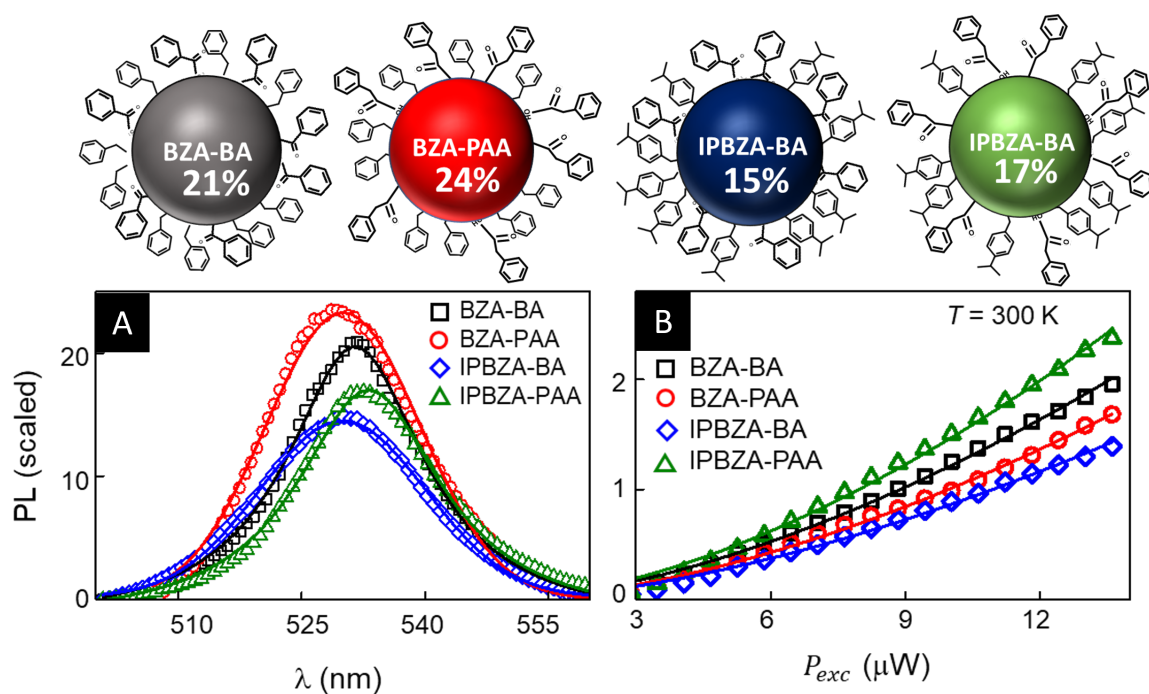 BZA-BA
21%
BZA-PAA
24%
IPBZA-BA
15%
IPBZA-BA
17%
A
BZA-BA
BZA-PAA
IPBZA-BA
IPBZA-PAA
PL (scaled)
20
10
0
510
525
540
555
λ (nm)
B
T = 300 K
BZA-BA
BZA-PAA
IPBZA-BA
IPBZA-PAA
2
1
0
3
6
9
12
P_exc (μW)